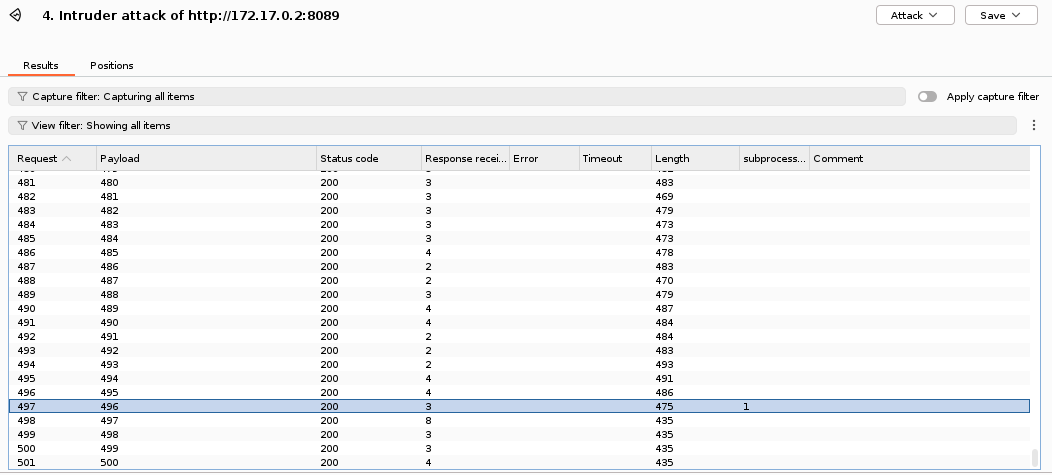 4. Intruder attack of http://172.17.0.2:8089
Attack
Save
Results Positions
Capture filter: Capturing all items
Apply capture filter
View filter: Showing all items
Request Payload Status code Response recei... Error Timeout Length subprocess... Comment
481 480 200 3 483
482 481 200 3 469
483 482 200 3 479
484 483 200 3 473
485 484 200 3 473
486 485 200 4 478
487 486 200 2 483
488 487 200 2 470
489 488 200 3 479
490 489 200 4 487
491 490 200 4 484
492 491 200 2 484
493 492 200 2 483
494 493 200 2 493
495 494 200 4 491
496 495 200 4 486
497 496 200 3 475 1
498 497 200 8 435
499 498 200 3 435
500 499 200 3 435
501 500 200 4 435